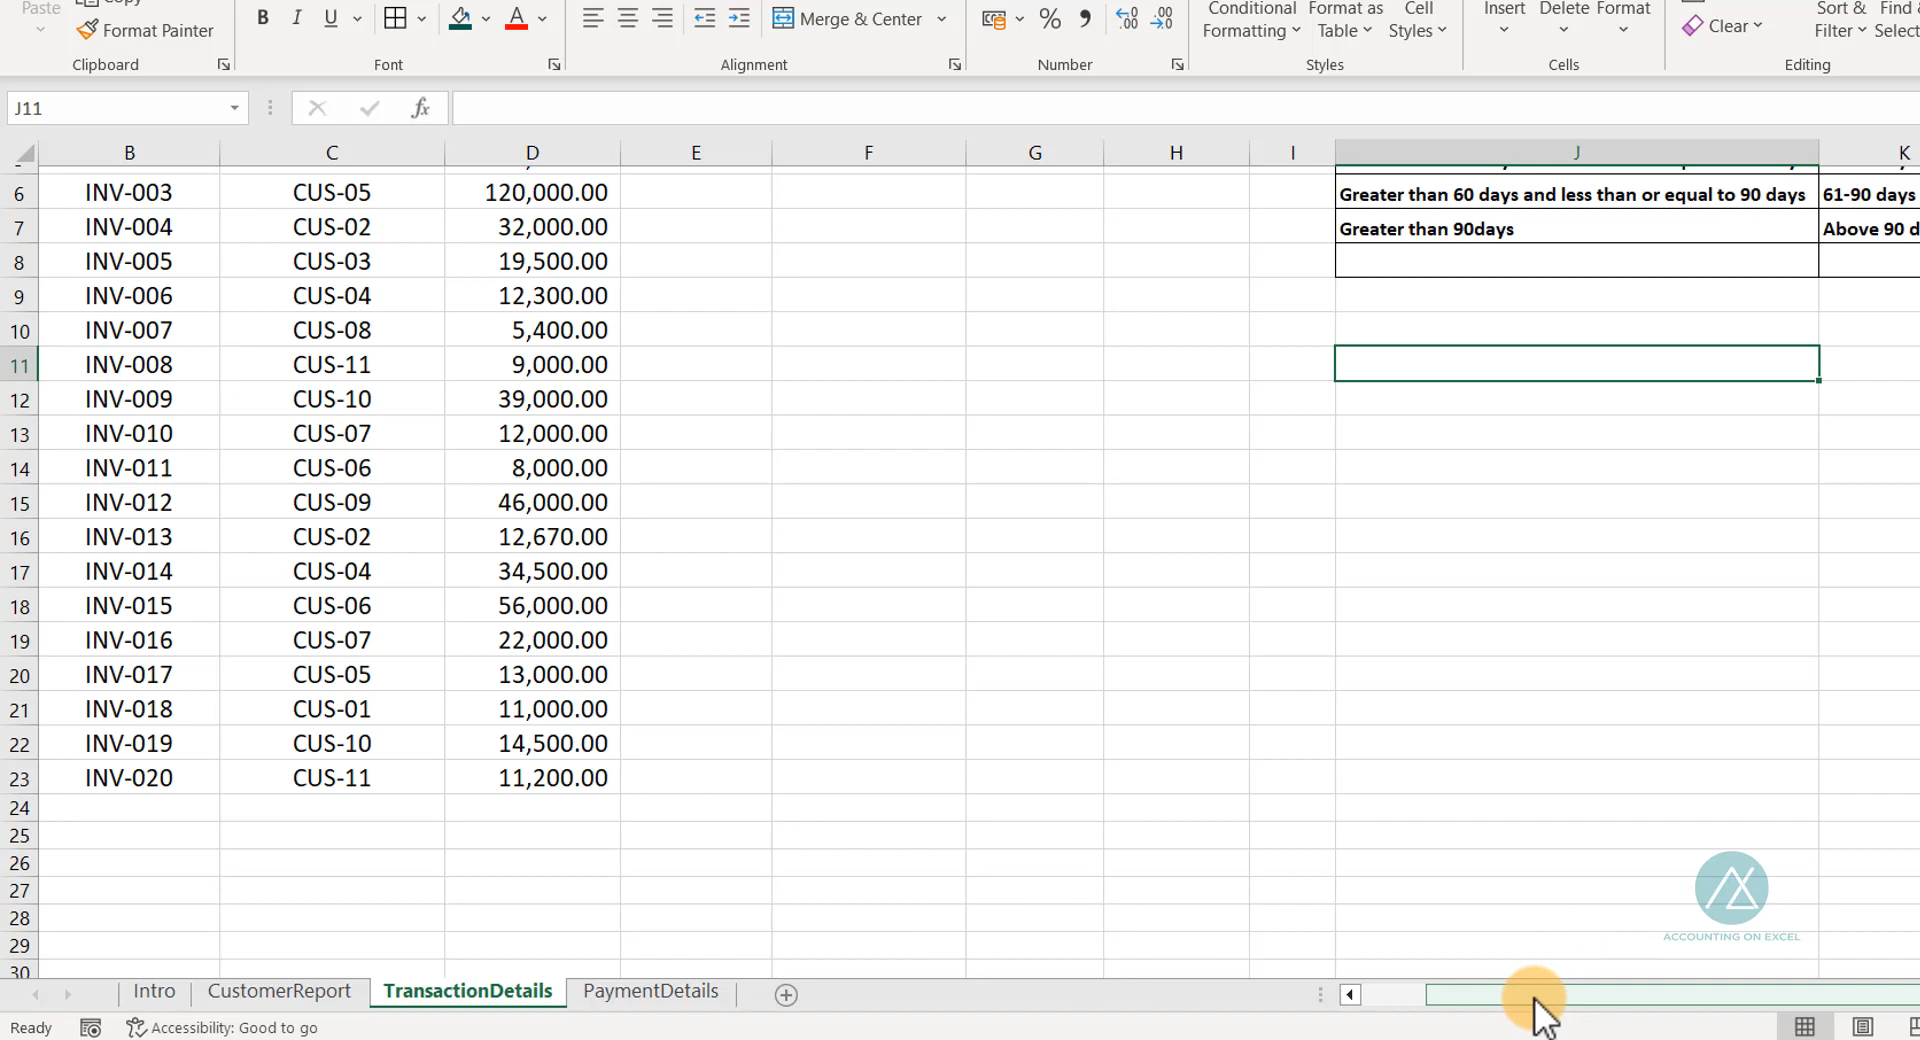 Paste
Copy
Format Painter
Clipboard
B I U A
Font
Merge & Center
Alignment
% ,
Number
Conditional
Formatting
Format as
Table
Cell
Styles
Styles
Insert Delete Format
Cells
Clear
Sort &
Filter
Find &
Select
Editing
J11
fx
B C D E F G H I J K
6 INV-003 CUS-05 120,000.00 Greater than 60 days and less than or equal to 90 days 61-90 days
7 INV-004 CUS-02 32,000.00 Greater than 90days Above 90 d
8 INV-005 CUS-03 19,500.00
9 INV-006 CUS-04 12,300.00
10 INV-007 CUS-08 5,400.00
11 INV-008 CUS-11 9,000.00
12 INV-009 CUS-10 39,000.00
13 INV-010 CUS-07 12,000.00
14 INV-011 CUS-06 8,000.00
15 INV-012 CUS-09 46,000.00
16 INV-013 CUS-02 12,670.00
17 INV-014 CUS-04 34,500.00
18 INV-015 CUS-06 56,000.00
19 INV-016 CUS-07 22,000.00
20 INV-017 CUS-05 13,000.00
21 INV-018 CUS-01 11,000.00
22 INV-019 CUS-10 14,500.00
23 INV-020 CUS-11 11,200.00
24
25
26
27
28
29
30
ACCOUNTING ON EXCEL
Intro CustomerReport TransactionDetails PaymentDetails
Ready Accessibility: Good to go